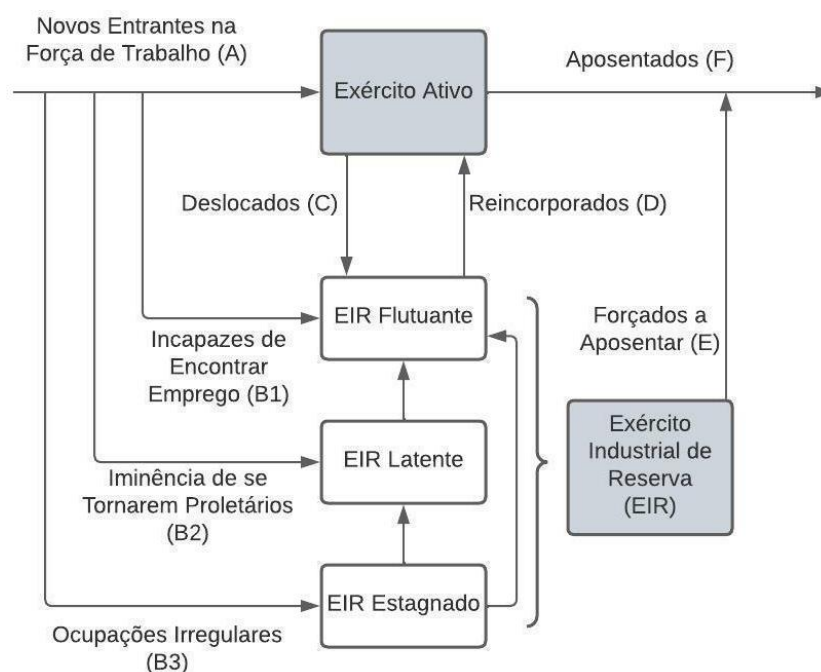 Novos Entrantes na
Força de Trabalho (A)
Exército Ativo
Aposentados (F)
Deslocados (C)
Reincorporados (D)
EIR Flutuante
Incapazes de
Encontrar
Emprego (B1)
Forçados a
Aposentar (E)
EIR Latente
Exército
Industrial de
Reserva
(EIR)
Iminência de se
Tornarem Proletários
(B2)
EIR Estagnado
Ocupações Irregulares
(B3)